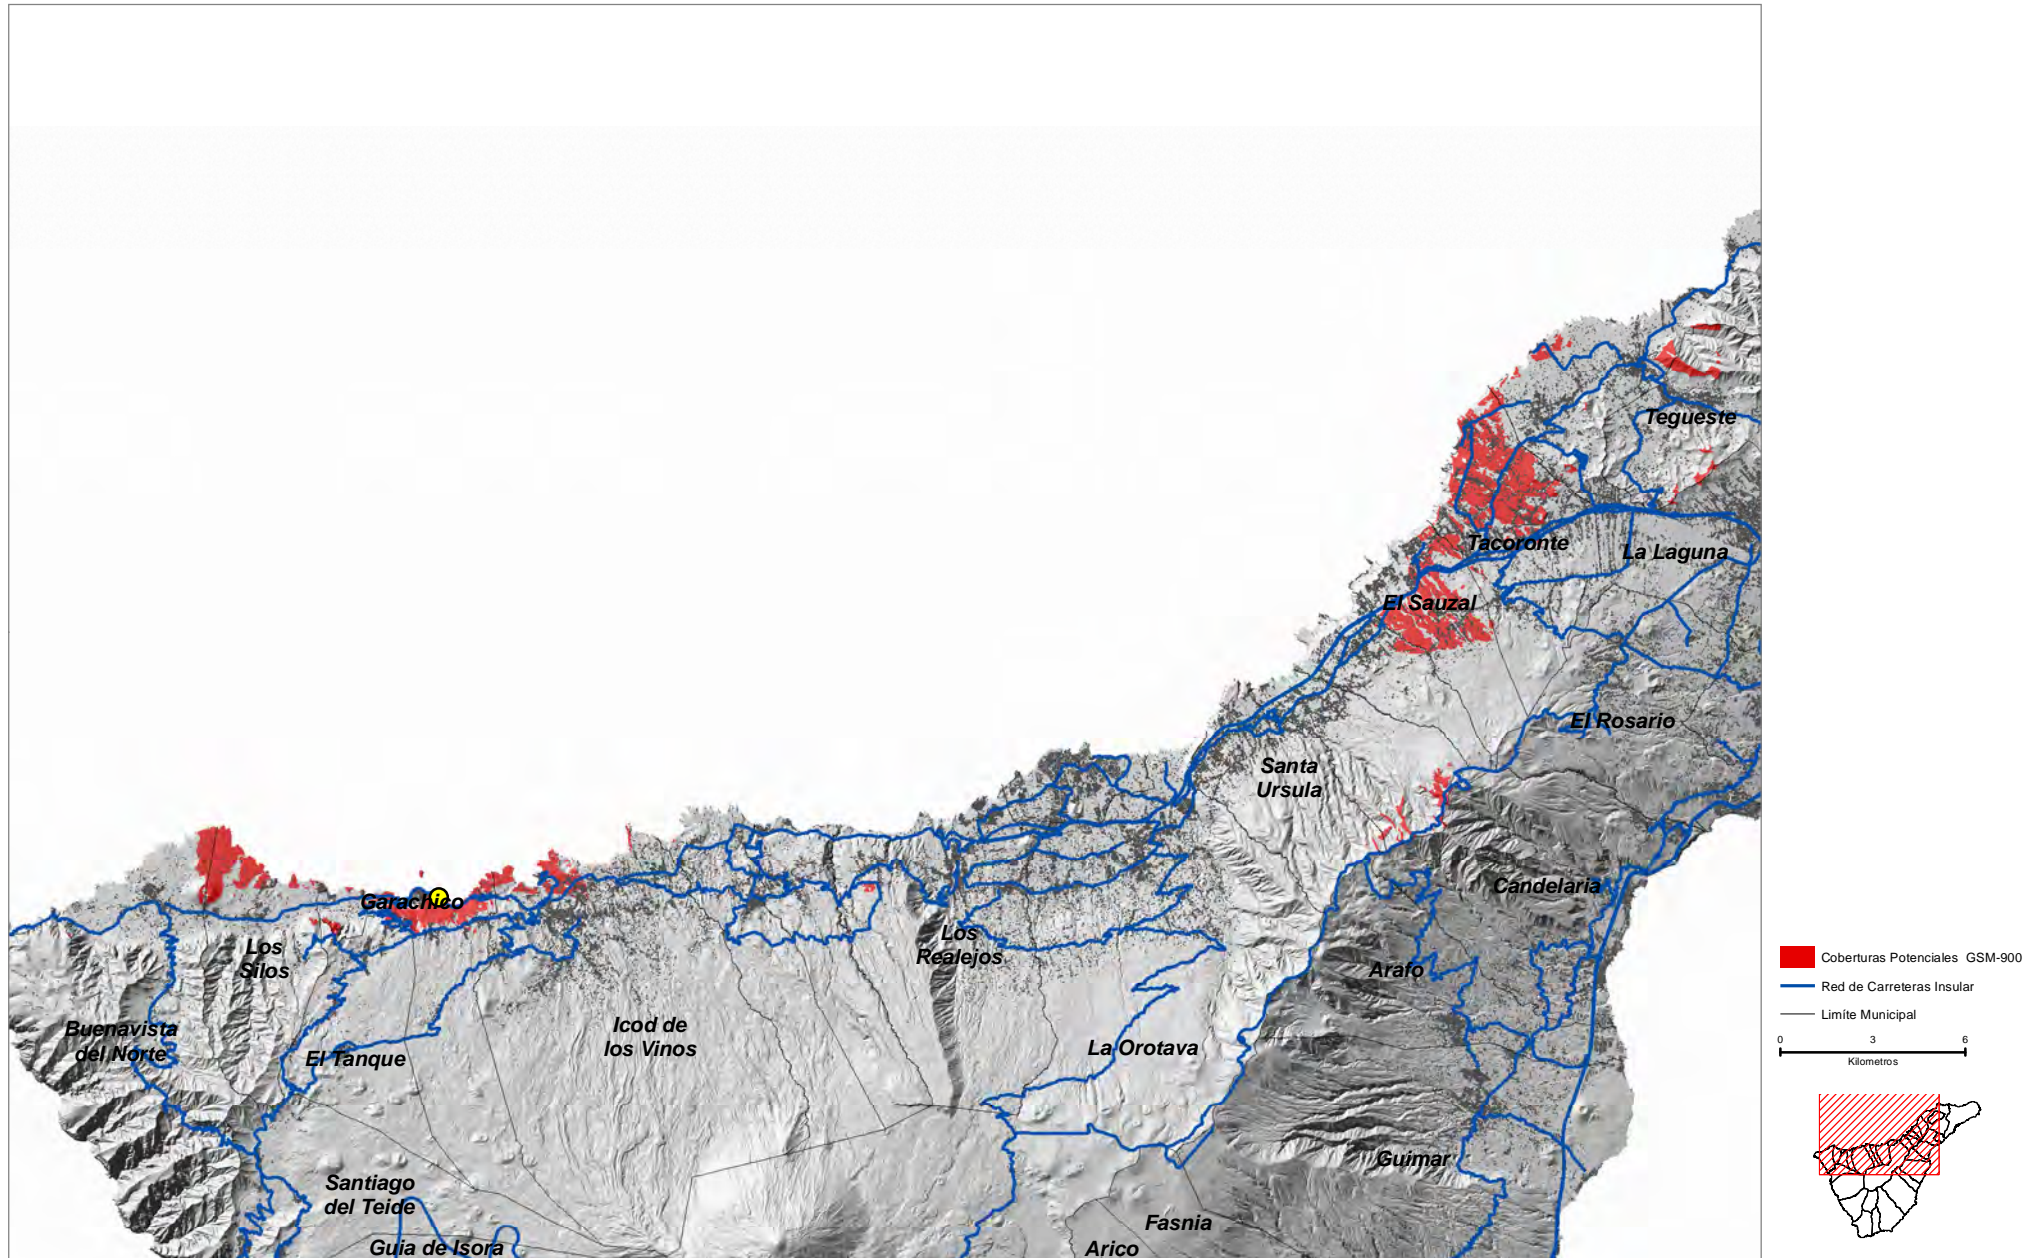 Tegueste
Tacoronte
La Laguna
El Sauzal
El Rosario
Santa
Ursula
Candelaria
Garachico
Los
Silos
Los
Realejos
Arafo
Buenavista
del Norte
El Tanque
Icod de
los Vinos
La Orotava
Guimar
Santiago
del Teide
Fasnia
Guia de Isora
Arico
Coberturas Potenciales GSM-900
Red de Carreteras Insular
Limíte Municipal
0 3 6
Kilometros